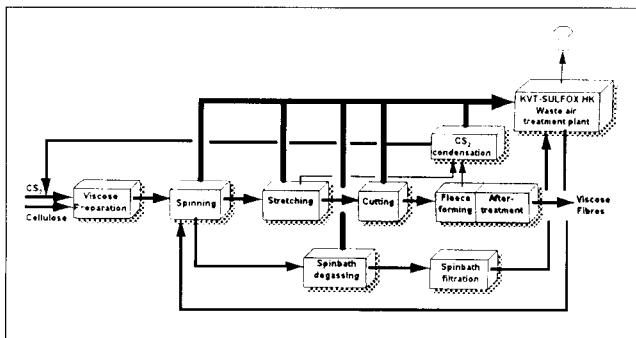 KVT-SULFOX HK
Waste air
treatment plant
CS2
condensation
CS2
Cellulose
Viscose
Preparation
Spinning
Stretching
Cutting
Fleece
forming
After-
treatment
Viscose
Fibres
Spinbath
degassing
Spinbath
filtration